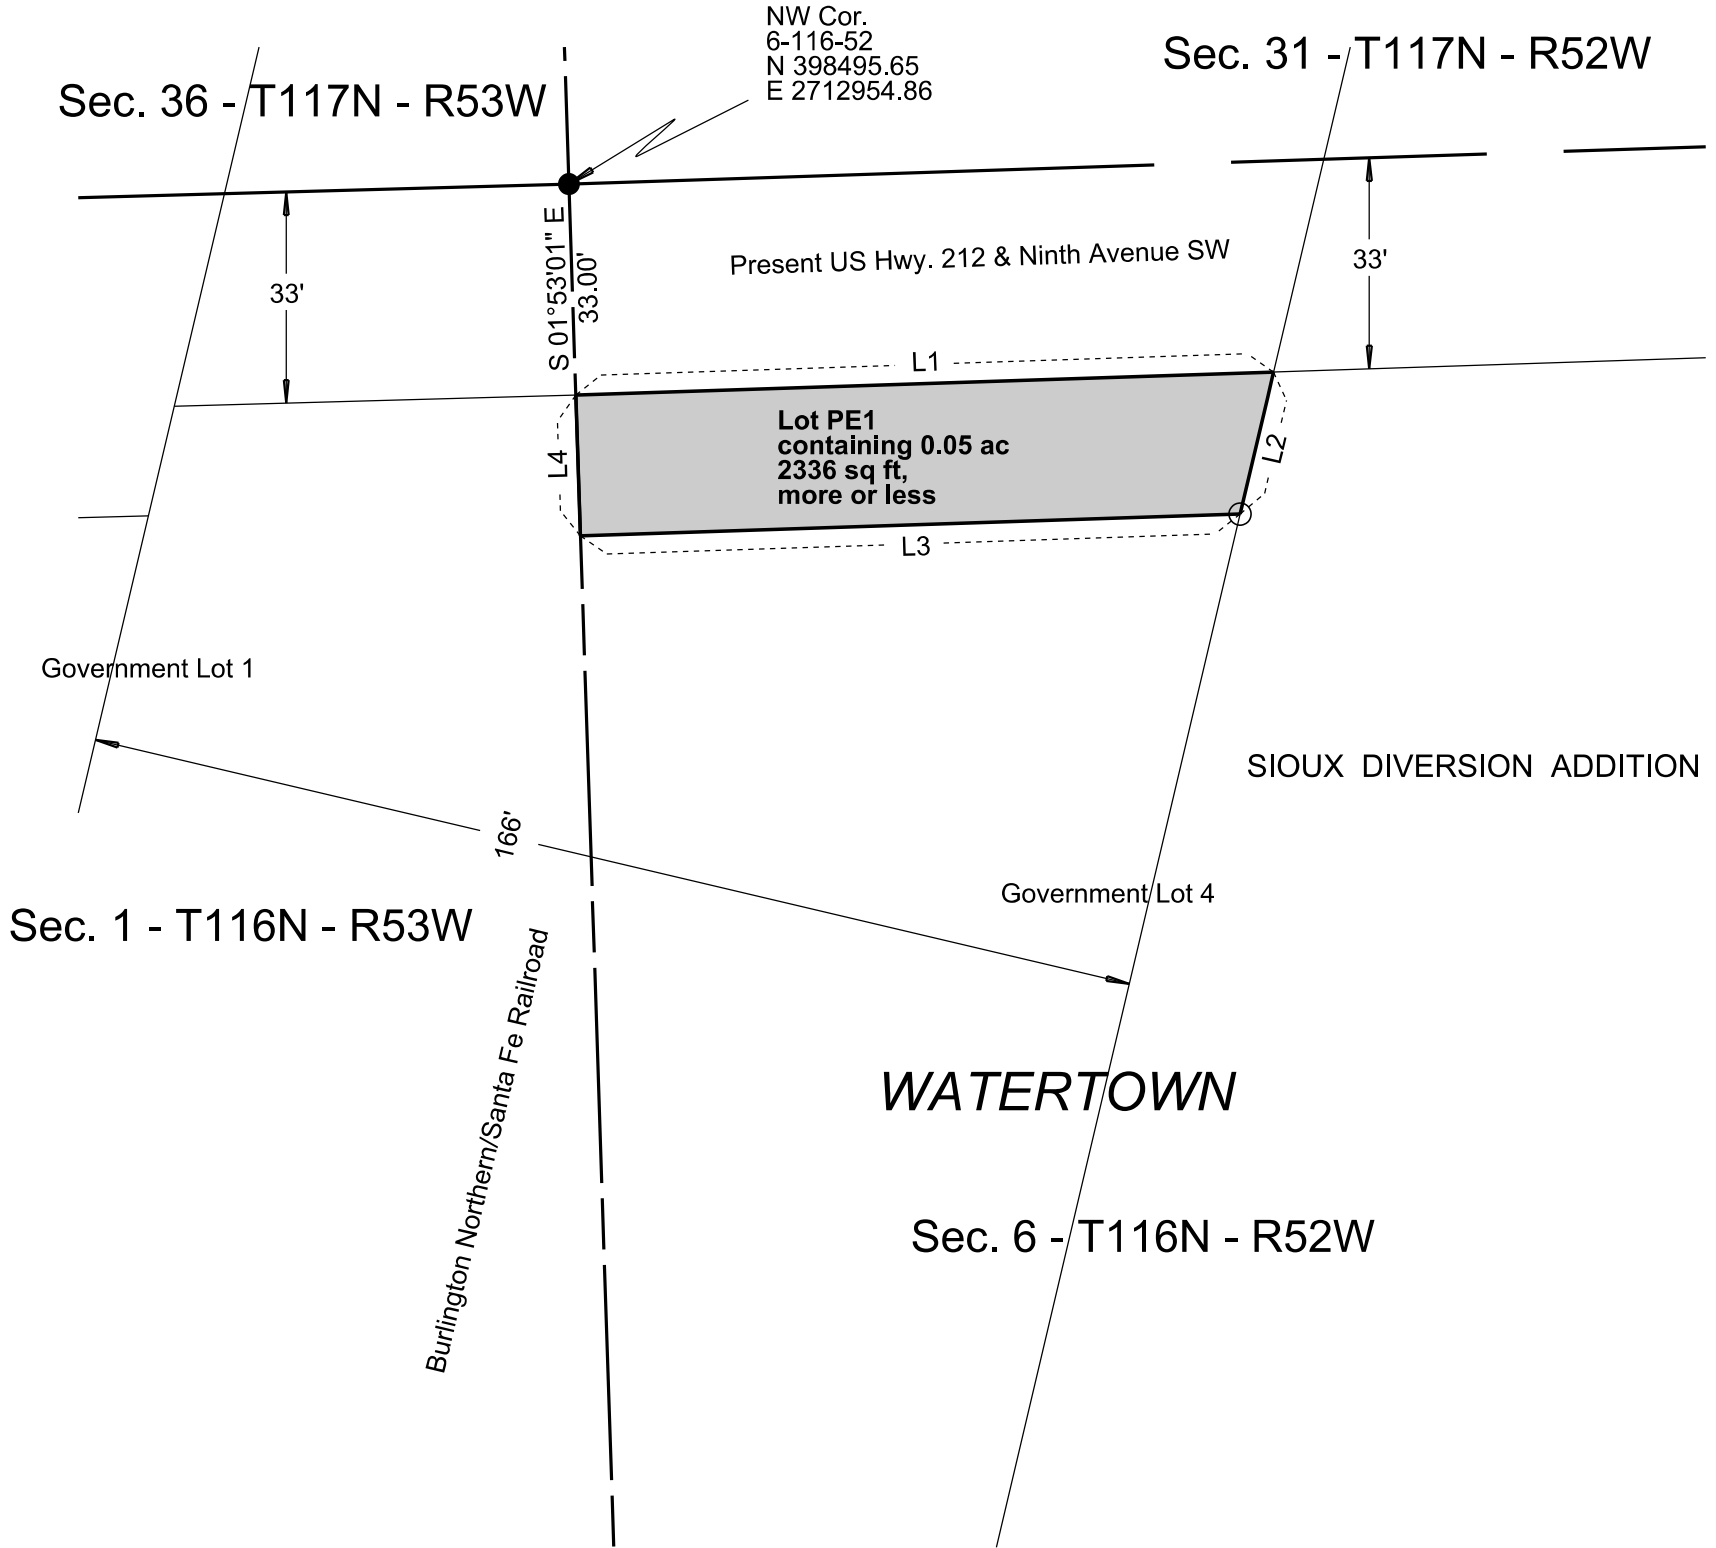 NW Cor.
6-116-52
N 398495.65
E 2712954.86
Sec. 31 - T117N - R52W
Sec. 36 - T117N - R53W
S 01°53'01" E
33.00'
Present US Hwy. 212 & Ninth Avenue SW
33'
33'
L1
Lot PE1
containing 0.05 ac
2336 sq ft,
more or less
L2
L4
L3
Government Lot 1
SIOUX DIVERSION ADDITION
166'
Government Lot 4
Sec. 1 - T116N - R53W
Burlington Northern/Santa Fe Railroad
WATERTOWN
Sec. 6 - T116N - R52W